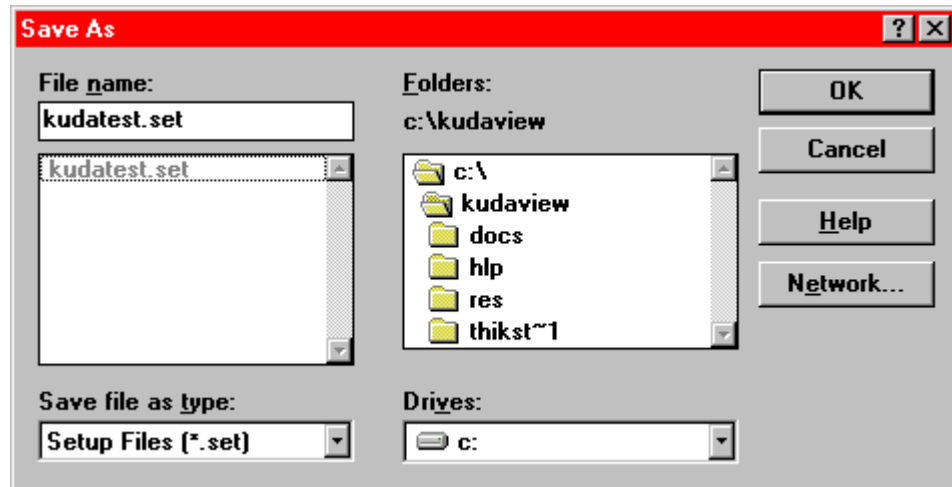 Save As
File name:
kudatest.set
kudatest.set
Save file as type:
Setup Files (*.set)
Folders:
c:\kudaview
c:\
kudaview
docs
hlp
res
thikst~1
Drives:
c:
OK
Cancel
Help
Network...